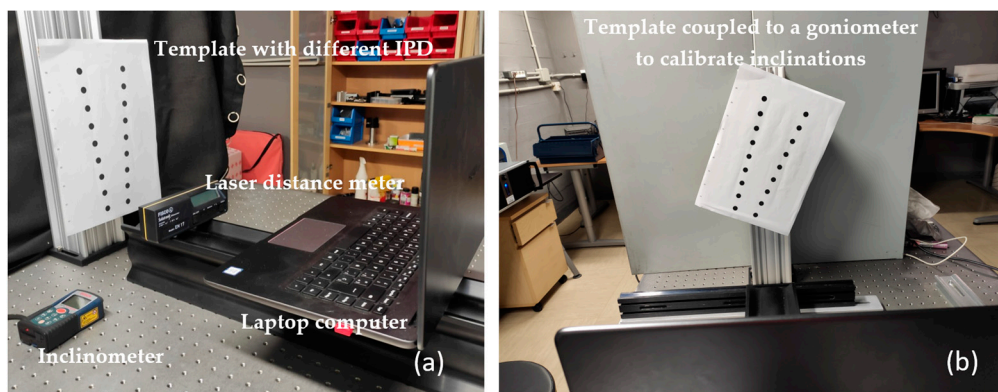 Template with different IPD
Laser distance meter
Laptop computer
Inclinometer
(a)
Template coupled to a goniometer
to calibrate inclinations
(b)